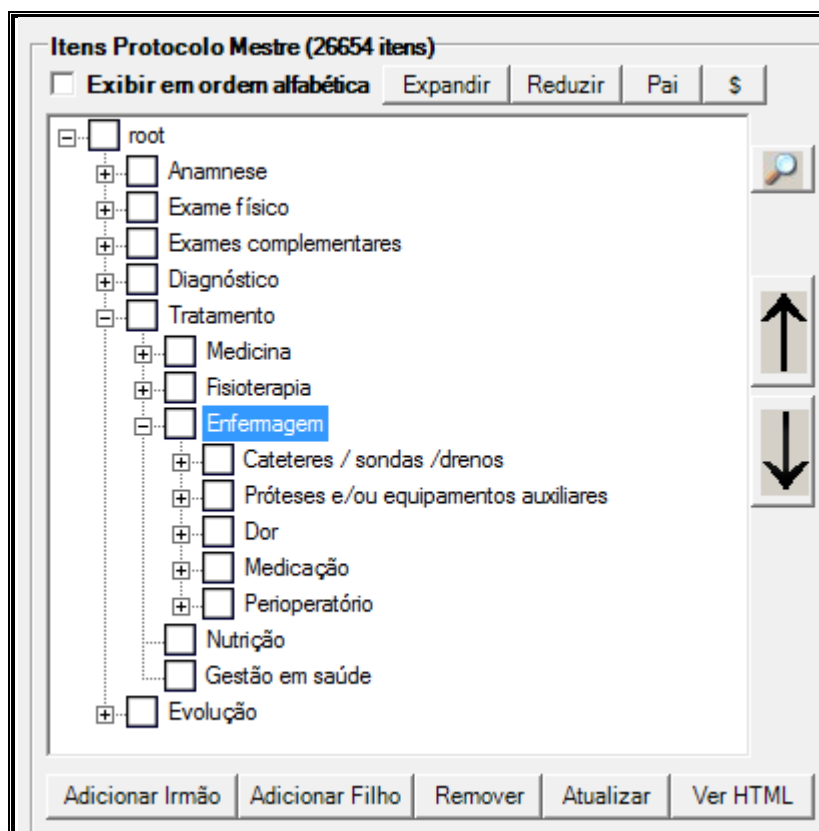 Itens Protocolo Mestre (26654 itens)
Exibir em ordem alfabética Expandir Reduzir Pai $
root
Anamnese
Exame físico
Exames complementares
Diagnóstico
Tratamento
Medicina
Fisioterapia
Enfermagem
Cateteres / sondas /drenos
Próteses e/ou equipamentos auxiliares
Dor
Medicação
Perioperatório
Nutrição
Gestão em saúde
Evolução
Adicionar Irmão Adicionar Filho Remover Atualizar Ver HTML